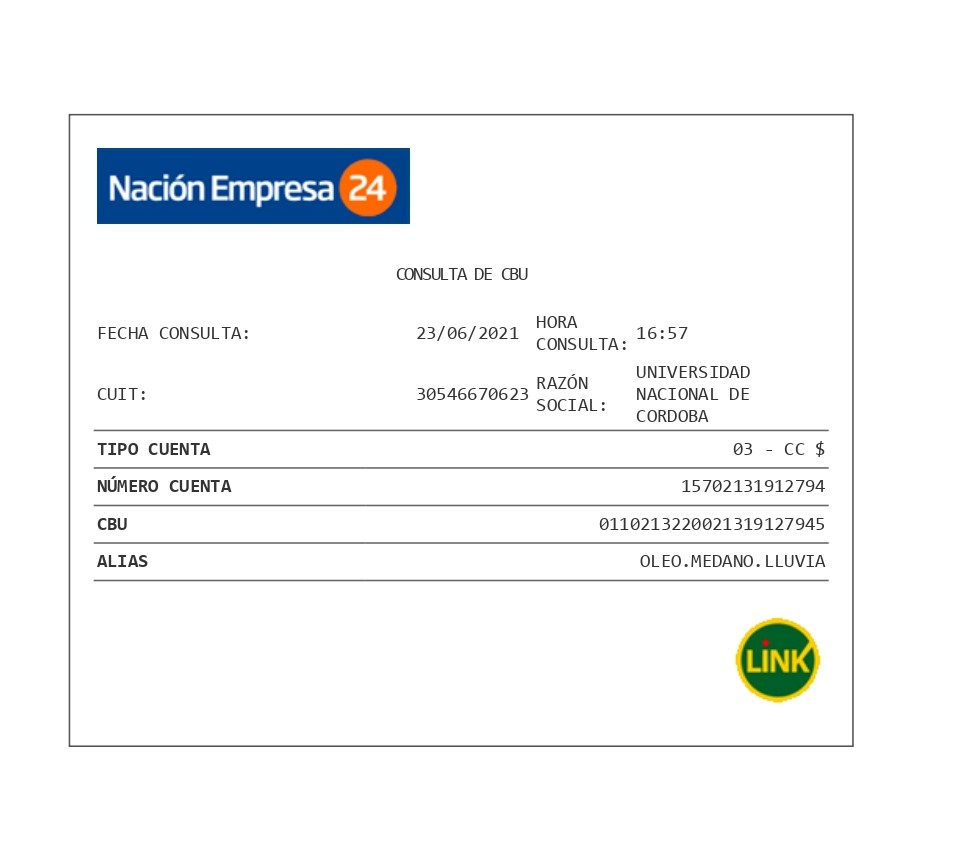 Nación Empresa 24
CONSULTA DE CBU
FECHA CONSULTA: 23/06/2021 HORA CONSULTA: 16:57
CUIT: 30546670623 RAZÓN SOCIAL: UNIVERSIDAD NACIONAL DE CORDOBA
TIPO CUENTA 03 - CC $
NÚMERO CUENTA 15702131912794
CBU 0110213220021319127945
ALIAS OLEO.MEDANO.LLUVIA
LINK